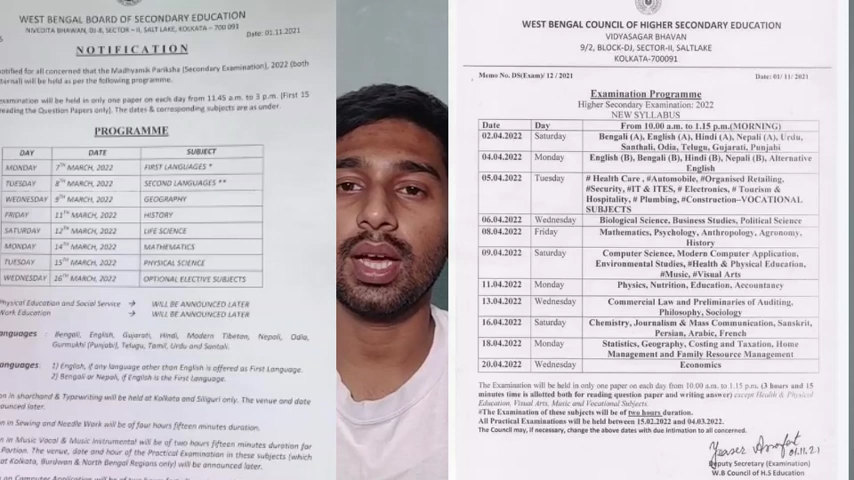 WEST BENGAL BOARD OF SECONDARY EDUCATION
NIVEDITA BHAWAN, DJ-8, SECTOR – II, SALT LAKE, KOLKATA – 700 091
Date: 01.11.2021
NOTIFICATION
notified for all concerned that the Madhyamik Pariksha (Secondary Examination), 2022 (both
ternal) will be held as per the following programme.
examination will be held in only one paper on each day from 11.45 a.m. to 3 p.m. (First 15
reading the Question Papers only). The dates & corresponding subjects are as under.
PROGRAMME
DAY DATE SUBJECT
MONDAY 7TH MARCH, 2022 FIRST LANGUAGES *
TUESDAY 8TH MARCH, 2022 SECOND LANGUAGES **
WEDNESDAY 9TH MARCH, 2022 GEOGRAPHY
FRIDAY 11TH MARCH, 2022 HISTORY
SATURDAY 12TH MARCH, 2022 LIFE SCIENCE
MONDAY 14TH MARCH, 2022 MATHEMATICS
TUESDAY 15TH MARCH, 2022 PHYSICAL SCIENCE
WEDNESDAY 16TH MARCH, 2022 OPTIONAL ELECTIVE SUBJECTS
Physical Education and Social Service → WILL BE ANNOUNCED LATER
Work Education → WILL BE ANNOUNCED LATER
anguages: Bengali, English, Gujarati, Hindi, Modern Tibetan, Nepali, Odia,
Gurmukhi (Punjabi), Telugu, Tamil, Urdu and Santali.
Languages: 1) English, if any language other than English is offered as First Language.
2) Bengali or Nepali, if English is the First Language.
on in shorthand & Typewriting will be held at Kolkata and Siliguri only. The venue and date
ounced later.
on in Sewing and Needle Work will be of four hours fifteen minutes duration.
n in Music Vocal & Music Instrumental will be of two hours fifteen minutes duration for
Portion. The venue, date and hour of the Practical Examination in these subjects (which
at Kolkata, Burdwan & North Bengal Regions only) will be announced later.
WEST BENGAL COUNCIL OF HIGHER SECONDARY EDUCATION
VIDYASAGAR BHAVAN
9/2, BLOCK-DJ, SECTOR-II, SALTLAKE
KOLKATA-700091
Memo No. DS(Exam)/ 12 / 2021 Date: 01/ 11/ 2021
Examination Programme
Higher Secondary Examination: 2022
NEW SYLLABUS
Date Day From 10.00 a.m. to 1.15 p.m.(MORNING)
02.04.2022 Saturday Bengali (A), English (A), Hindi (A), Nepali (A), Urdu,
Santhali, Odia, Telugu, Gujarati, Punjabi
04.04.2022 Monday English (B), Bengali (B), Hindi (B), Nepali (B), Alternative
English
05.04.2022 Tuesday # Health Care , #Automobile, #Organised Retailing,
#Security, #IT & ITES, # Electronics, # Tourism &
Hospitality, # Plumbing, #Construction–VOCATIONAL
SUBJECTS
06.04.2022 Wednesday Biological Science, Business Studies, Political Science
08.04.2022 Friday Mathematics, Psychology, Anthropology, Agronomy,
History
09.04.2022 Saturday Computer Science, Modern Computer Application,
Environmental Studies, #Health & Physical Education,
#Music, #Visual Arts
11.04.2022 Monday Physics, Nutrition, Education, Accountancy
13.04.2022 Wednesday Commercial Law and Preliminaries of Auditing,
Philosophy, Sociology
16.04.2022 Saturday Chemistry, Journalism & Mass Communication, Sanskrit,
Persian, Arabic, French
18.04.2022 Monday Statistics, Geography, Costing and Taxation, Home
Management and Family Resource Management
20.04.2022 Wednesday Economics
The Examination will be held in only one paper on each day from 10.00 a.m. to 1.15 p.m. (3 hours and 15
minutes time is allotted both for reading question paper and writing answer) except Health & Physical
Education, Visual Arts, Music and Vocational Subjects.
#The Examination of these subjects will be of two hours duration.
All Practical Examinations will be held between 15.02.2022 and 04.03.2022.
The Council may, if necessary, change the above dates with due intimation to all concerned.
01.11.21
Deputy Secretary (Examination)
W.B Council of H.S Education